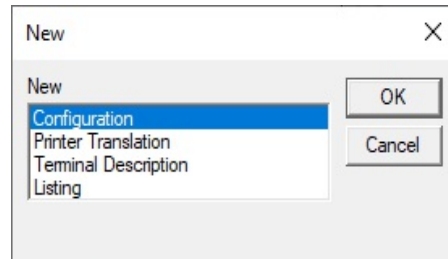 New
New
OK
Configuration
Printer Translation
Cancel
Terminal Description
Listing